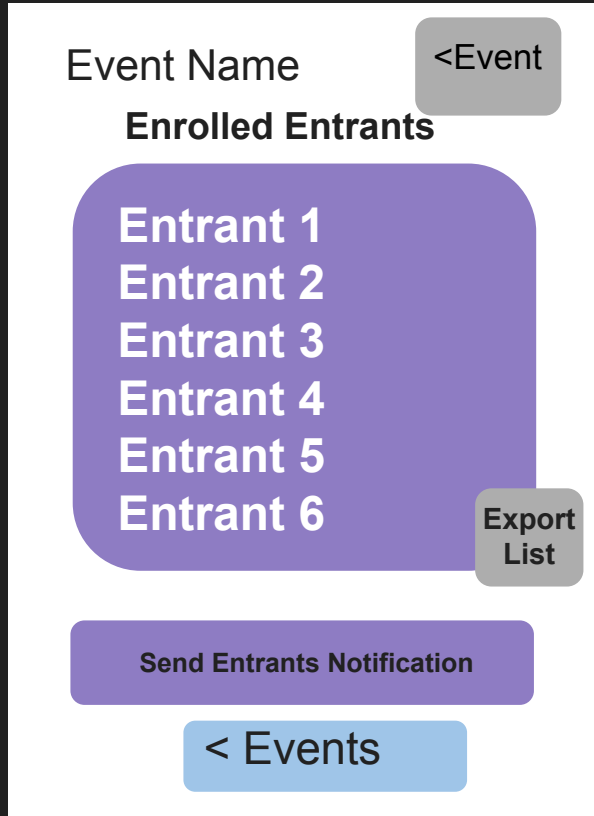 Event Name
<Event
Enrolled Entrants
Entrant 1
Entrant 2
Entrant 3
Entrant 4
Entrant 5
Entrant 6
Export
List
Send Entrants Notification
< Events